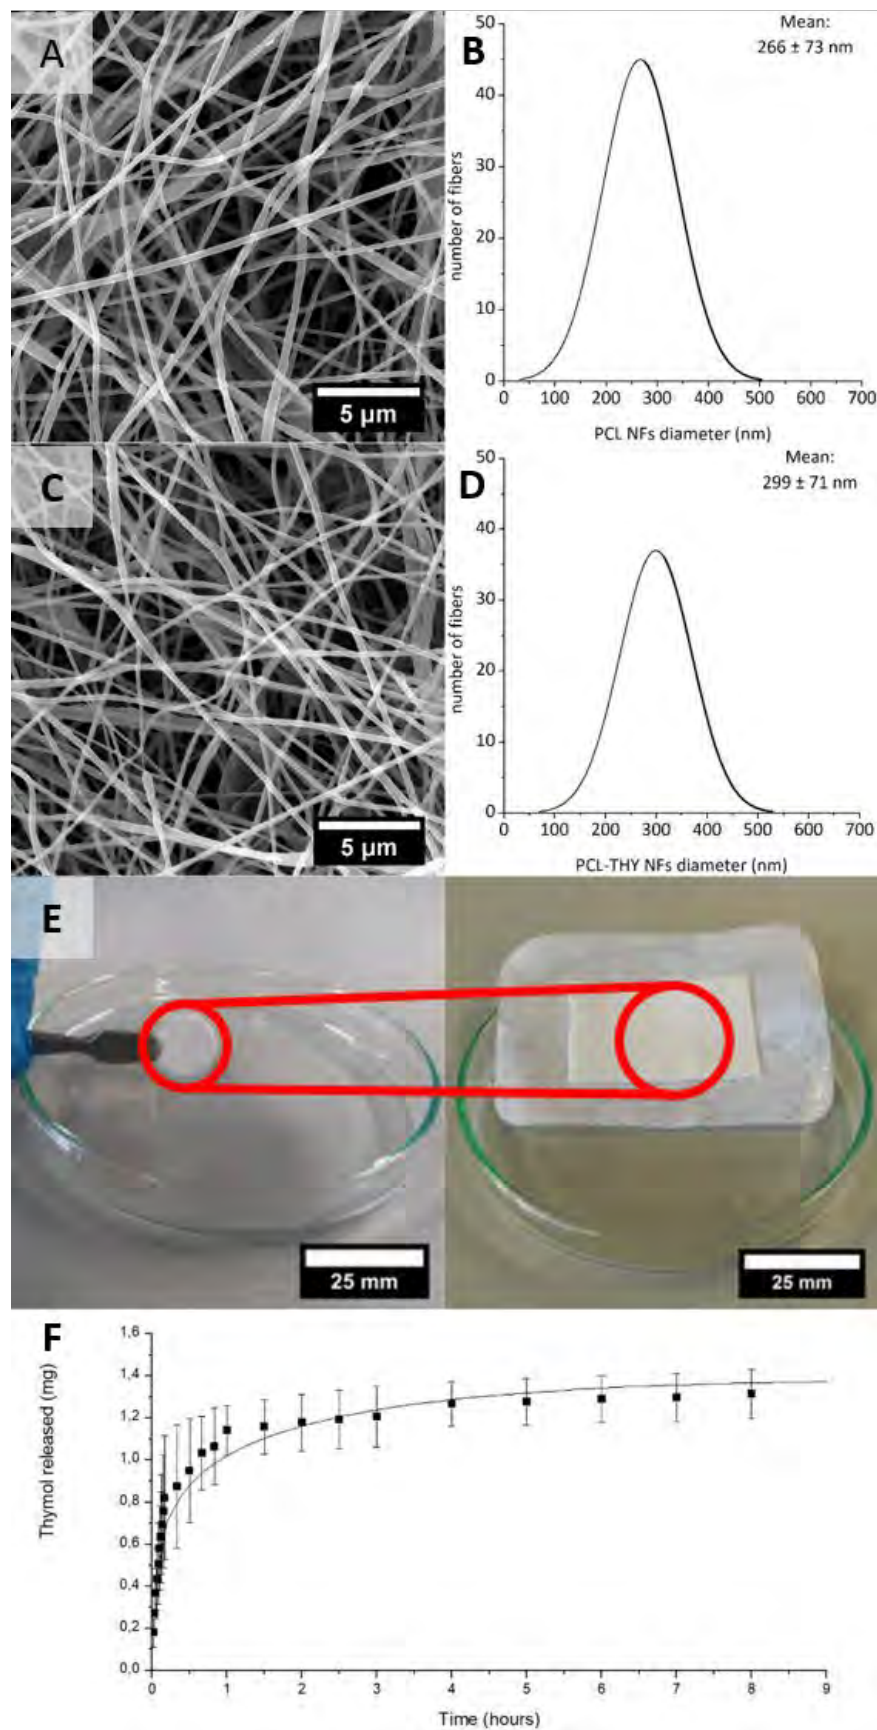 A
5 µm
B
Mean:
266 ± 73 nm
50
40
30
20
10
0
0 100 200 300 400 500 600 700
number of fibers
PCL NFs diameter (nm)
C
5 µm
D
Mean:
299 ± 71 nm
50
40
30
20
10
0
0 100 200 300 400 500 600 700
number of fibers
PCL-THY NFs diameter (nm)
E
25 mm
25 mm
F
1,6
1,4
1,2
1,0
0,8
0,6
0,4
0,2
0,0
Thymol released (mg)
0 1 2 3 4 5 6 7 8 9
Time (hours)